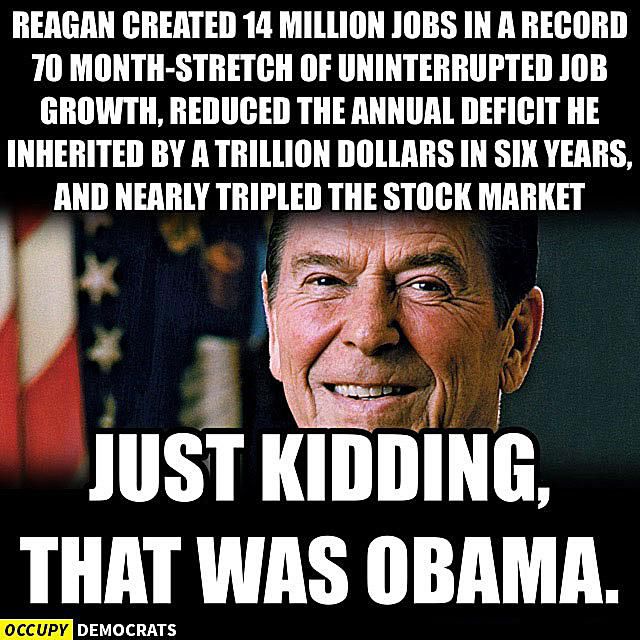 REAGAN CREATED 14 MILLION JOBS IN A RECORD
70 MONTH-STRETCH OF UNINTERRUPTED JOB
GROWTH, REDUCED THE ANNUAL DEFICIT HE
INHERITED BY A TRILLION DOLLARS IN SIX YEARS,
AND NEARLY TRIPLED THE STOCK MARKET
JUST KIDDING,
THAT WAS OBAMA.
OCCUPY DEMOCRATS